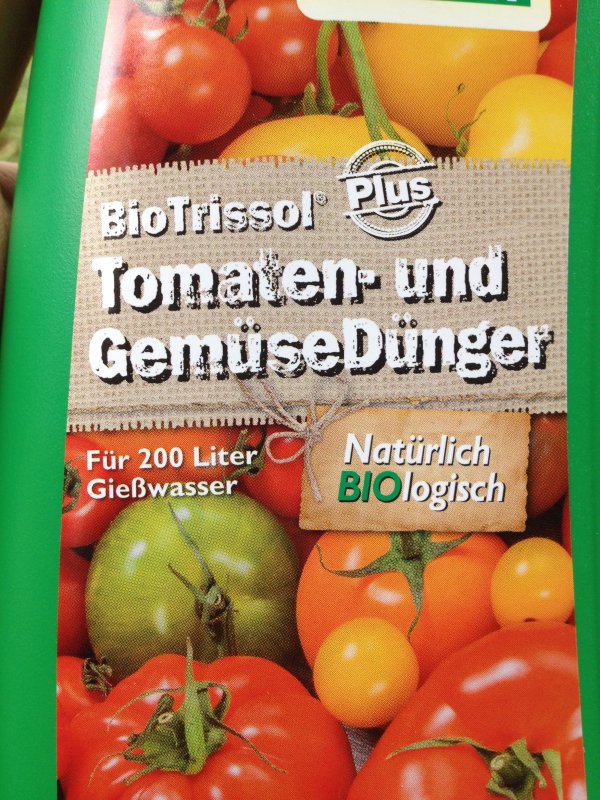 BioTrissol® Plus
Tomaten- und
GemüseDünger
Für 200 Liter
Gießwasser
Natürlich
BIOlogisch